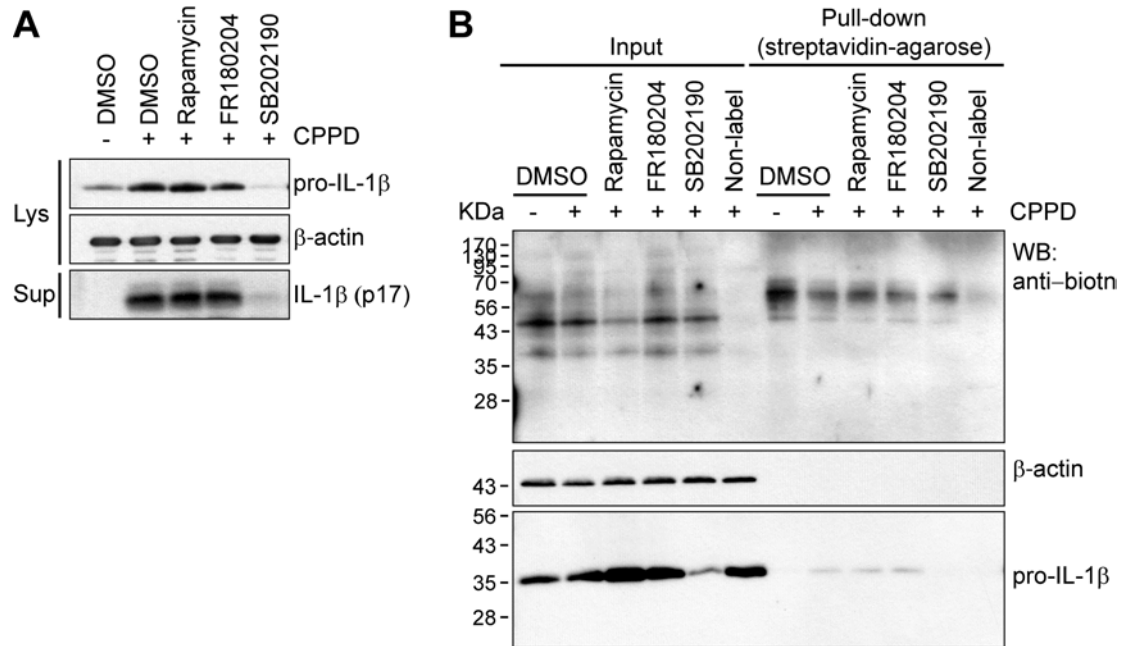 A
DMSO
DMSO
Rapamycin
FR180204
SB202190
- + + + + CPPD
Lys
pro-IL-1β
β-actin
Sup
IL-1β (p17)
B
Input
Pull-down
(streptavidin-agarose)
DMSO
Rapamycin
FR180204
SB202190
Non-label
DMSO
Rapamycin
FR180204
SB202190
Non-label
KDa
- + + + + + - + + + + + CPPD
170
130
95
70
56
43
35
28
WB:
anti–biotn
43
β-actin
56
43
35
28
pro-IL-1β